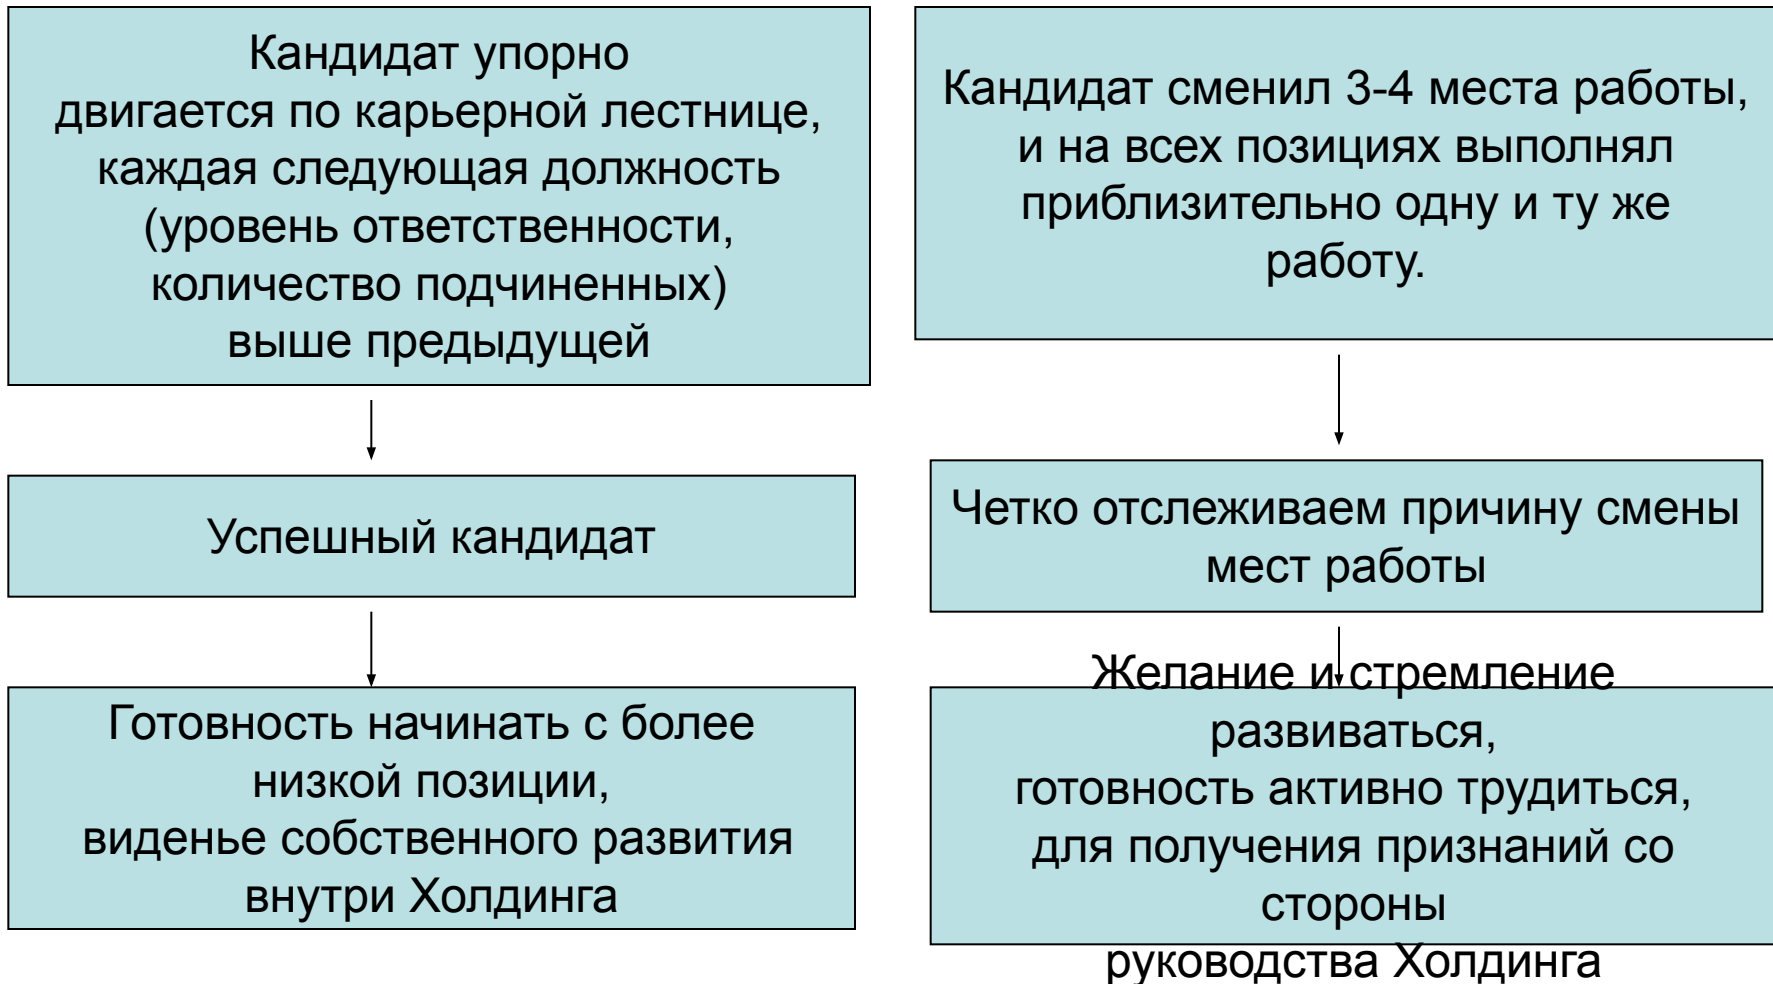 Кандидат упорно
двигается по карьерной лестнице,
каждая следующая должность
(уровень ответственности,
количество подчиненных)
выше предыдущей
Успешный кандидат
Готовность начинать с более
низкой позиции,
виденье собственного развития
внутри Холдинга
Кандидат сменил 3-4 места работы,
и на всех позициях выполнял
приблизительно одну и ту же
работу.
Четко отслеживаем причину смены
мест работы
Желание и стремление
развиваться,
готовность активно трудиться,
для получения признаний со
стороны
руководства Холдинга